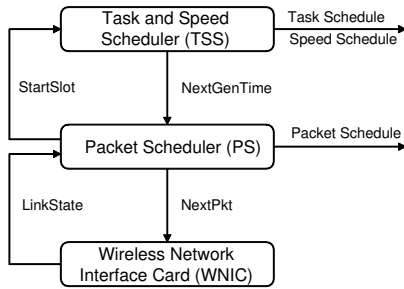 Task and Speed
Scheduler (TSS)
Task Schedule
Speed Schedule
StartSlot
NextGenTime
Packet Scheduler (PS)
Packet Schedule
LinkState
NextPkt
Wireless Network
Interface Card (WNIC)